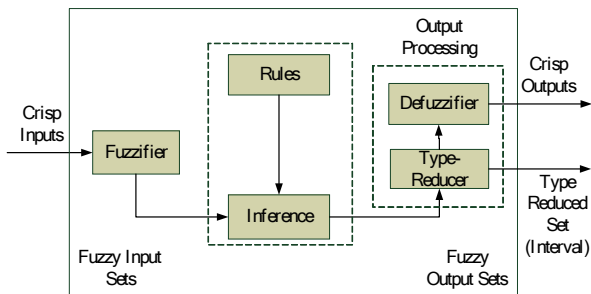 Output
Processing
Crisp
Outputs
Rules
Defuzzifier
Crisp
Inputs
Fuzzifier
Type-
Reducer
Inference
Type
Reduced
Set
(Interval)
Fuzzy Input
Sets
Fuzzy
Output Sets